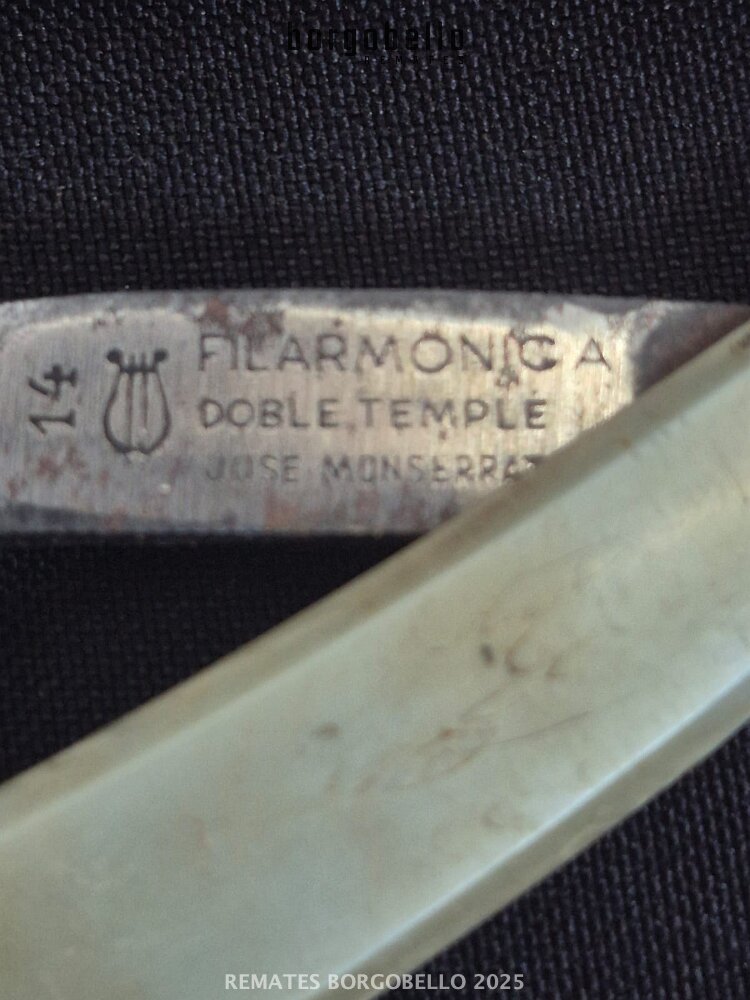 borgobello
14
FILARMONICA
DOBLE TEMPLE
JOSE MONSERRAT
REMATES BORGOBELLO 2025